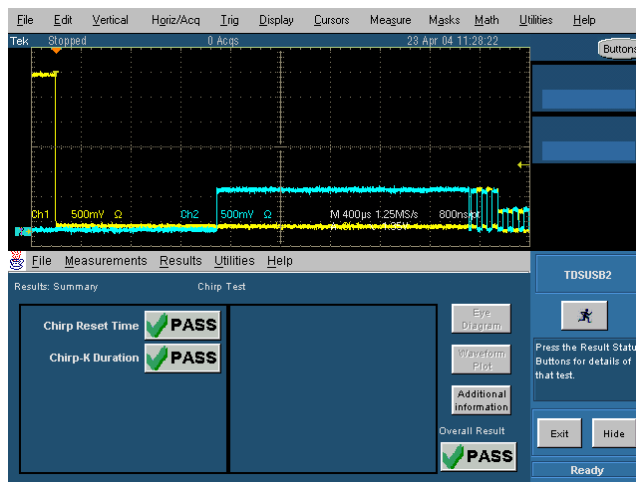 File Edit Vertical Horiz/Acq Trig Display Cursors Measure Masks Math Utilities Help
Tek Stopped 0 Acqs 23 Apr 04 11:28:22
Buttons
Ch1 500mV Ω Ch2 500mV Ω M 400µs 1.25MS/s 800ns/pt
File Measurements Results Utilities Help
Results: Summary Chirp Test
TDSUSB2
Chirp Reset Time PASS
Chirp-K Duration PASS
Eye
Diagram
Waveform
Plot
Additional
information
Overall Result
PASS
Press the Result Statu
Buttons for details of
that test.
Exit Hide
Ready